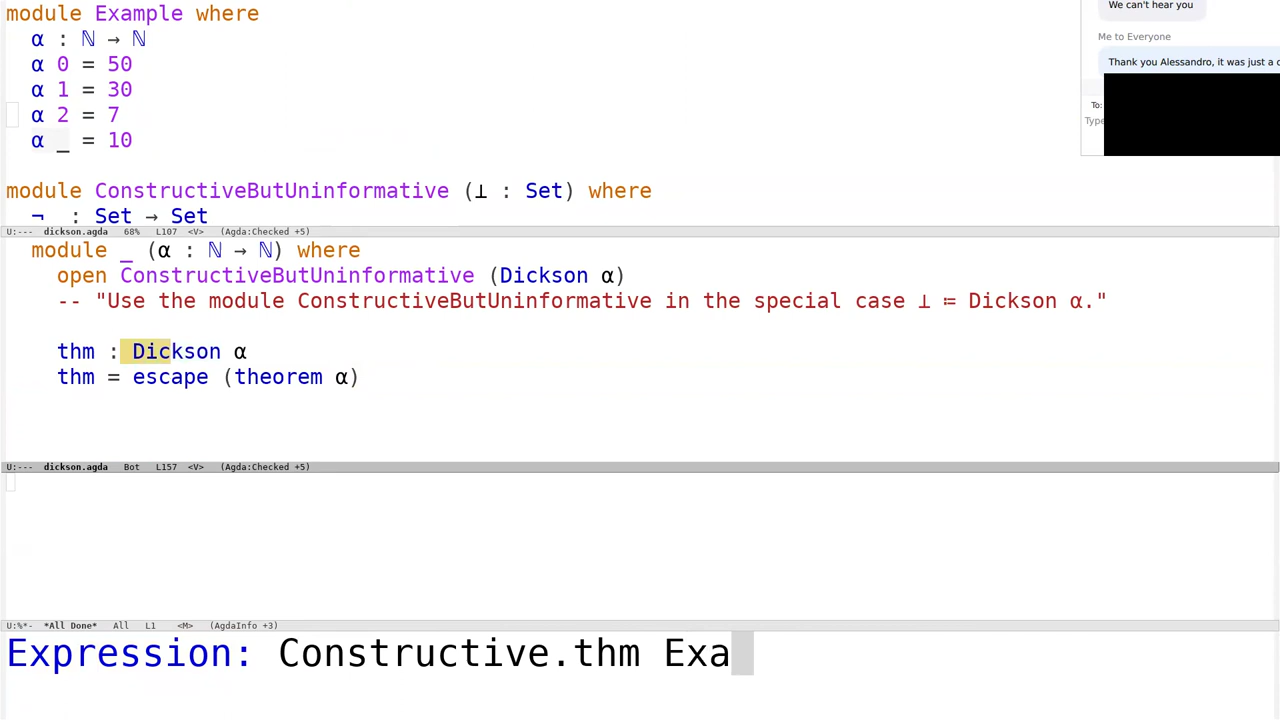 module Example where
α : ℕ → ℕ
α 0 = 50
α 1 = 30
α 2 = 7
α _ = 10
module ConstructiveButUninformative (⊥ : Set) where
¬_ : Set → Set
U:--- dickson.agda 68% L107 <V> (Agda:Checked +5)
module _ (α : ℕ → ℕ) where
open ConstructiveButUninformative (Dickson α)
-- "Use the module ConstructiveButUninformative in the special case ⊥ ≔ Dickson α."
thm : Dickson α
thm = escape (theorem α)
U:--- dickson.agda Bot L157 <V> (Agda:Checked +5)
U:%*- *All Done* All L1 <M> (AgdaInfo +3)
Expression: Constructive.thm Exa
We can't hear you
Me to Everyone
Thank you Alessandro, it was just a
To:
Type